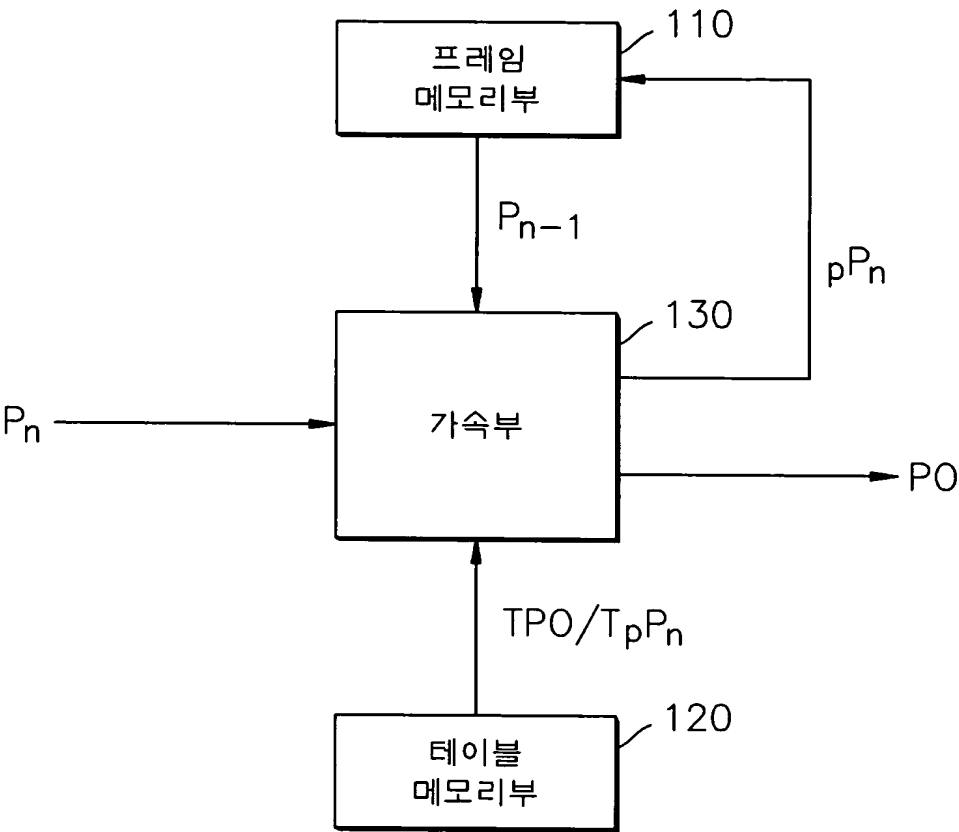 프레임
메모리부
110
P_{n-1}
pP_n
130
P_n
가속부
PO
TPO/T_pP_n
테이블
메모리부
120